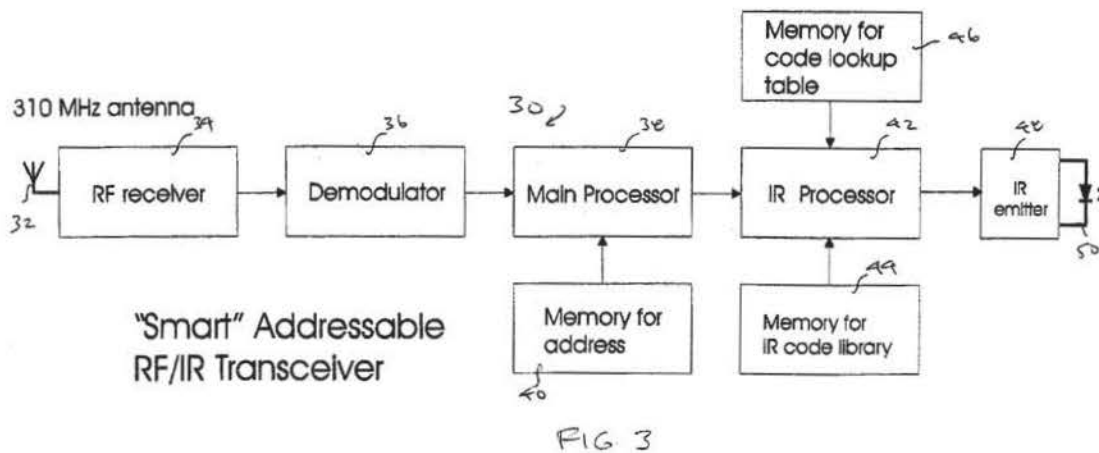 Memory for
code lookup
table
46
310 MHz antenna
34
36
30
38
42
48
RF receiver
Demodulator
Main Processor
IR Processor
IR
emitter
32
50
44
"Smart" Addressable
RF/IR Transceiver
Memory for
address
Memory for
IR code library
40
FIG. 3